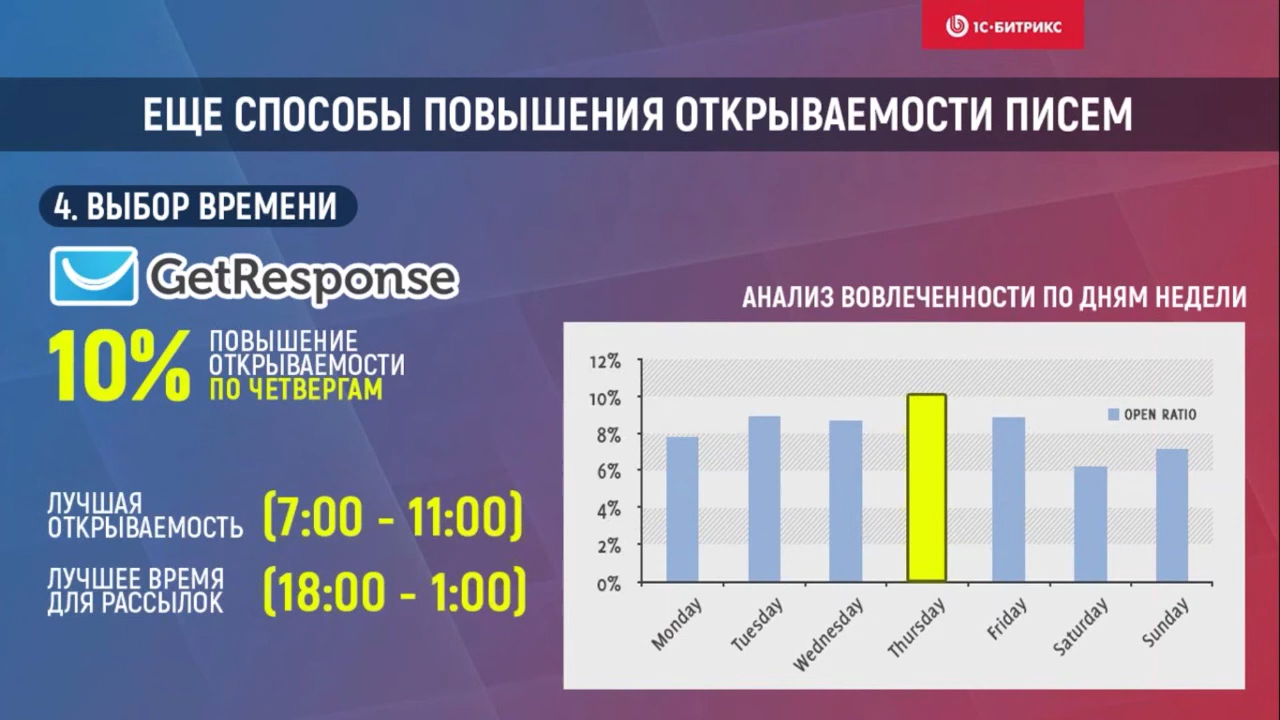 1С-БИТРИКС
ЕЩЕ СПОСОБЫ ПОВЫШЕНИЯ ОТКРЫВАЕМОСТИ ПИСЕМ
4. ВЫБОР ВРЕМЕНИ
GetResponse
10%
ПОВЫШЕНИЕ
ОТКРЫВАЕМОСТИ
ПО ЧЕТВЕРГАМ
ЛУЧШАЯ
ОТКРЫВАЕМОСТЬ
(7:00 - 11:00)
ЛУЧШЕЕ ВРЕМЯ
ДЛЯ РАССЫЛОК
(18:00 - 1:00)
АНАЛИЗ ВОВЛЕЧЕННОСТИ ПО ДНЯМ НЕДЕЛИ
12%
10%
8%
6%
4%
2%
0%
OPEN RATIO
Monday
Tuesday
Wednesday
Thursday
Friday
Saturday
Sunday